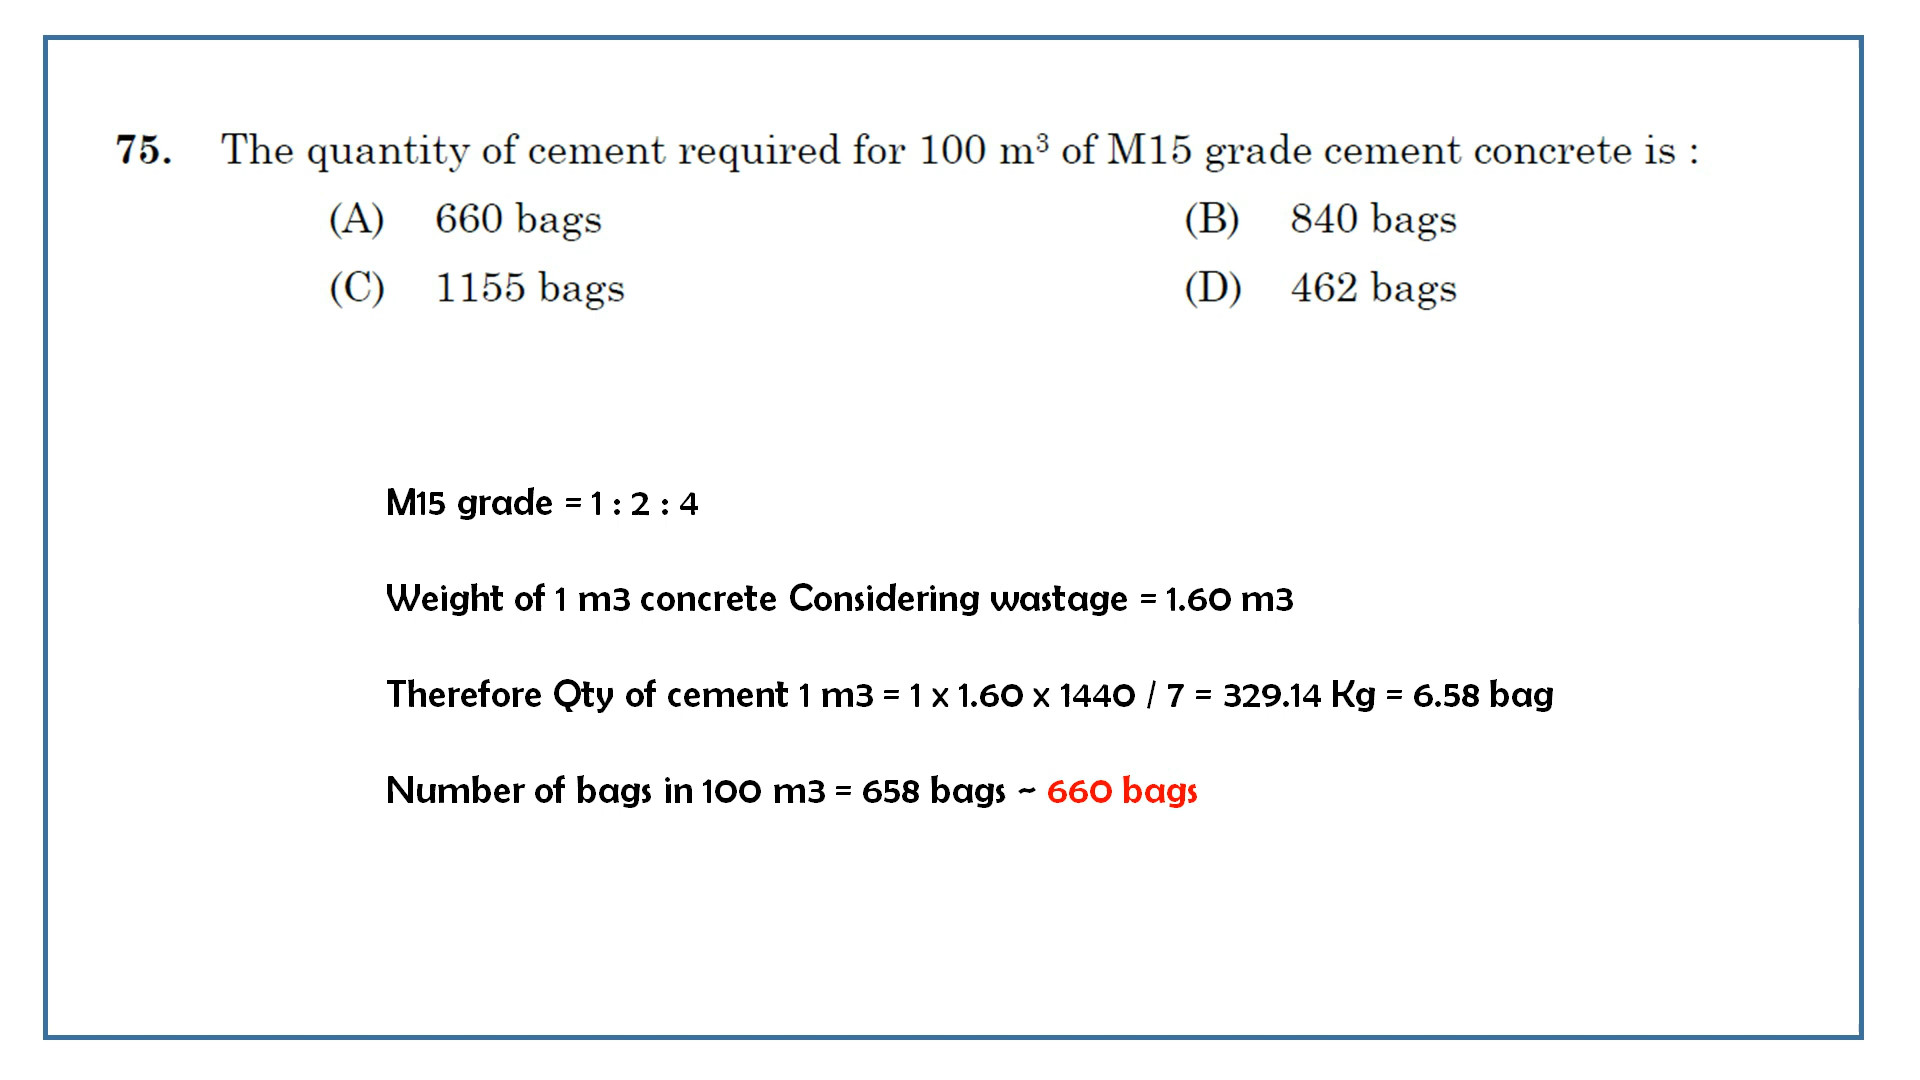 75. The quantity of cement required for 100 m³ of M15 grade cement concrete is :
(A) 660 bags (B) 840 bags
(C) 1155 bags (D) 462 bags
M15 grade = 1 : 2 : 4
Weight of 1 m3 concrete Considering wastage = 1.60 m3
Therefore Qty of cement 1 m3 = 1 x 1.60 x 1440 / 7 = 329.14 Kg = 6.58 bag
Number of bags in 100 m3 = 658 bags ~ 660 bags